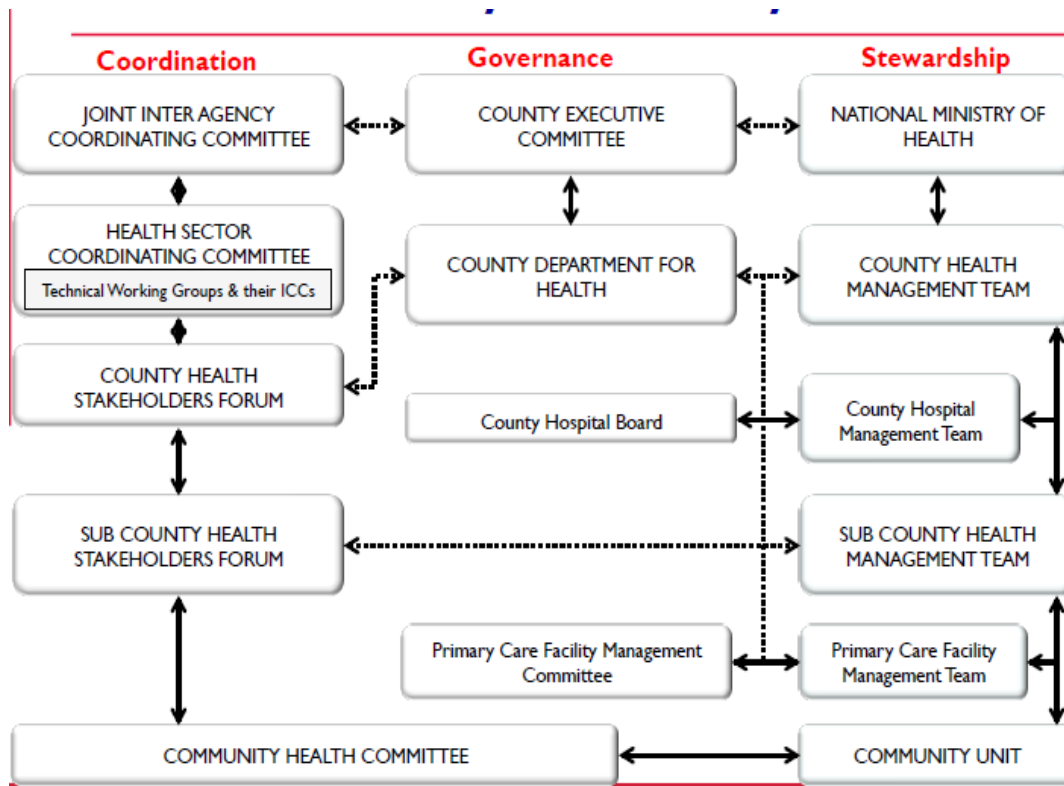 Coordination
Governance
Stewardship
JOINT INTER AGENCY
COORDINATING COMMITTEE
COUNTY EXECUTIVE
COMMITTEE
NATIONAL MINISTRY OF
HEALTH
HEALTH SECTOR
COORDINATING COMMITTEE
Technical Working Groups & their ICCs
COUNTY DEPARTMENT FOR
HEALTH
COUNTY HEALTH
MANAGEMENT TEAM
COUNTY HEALTH
STAKEHOLDERS FORUM
County Hospital Board
County Hospital
Management Team
SUB COUNTY HEALTH
STAKEHOLDERS FORUM
SUB COUNTY HEALTH
MANAGEMENT TEAM
Primary Care Facility Management
Committee
Primary Care Facility
Management Team
COMMUNITY HEALTH COMMITTEE
COMMUNITY UNIT